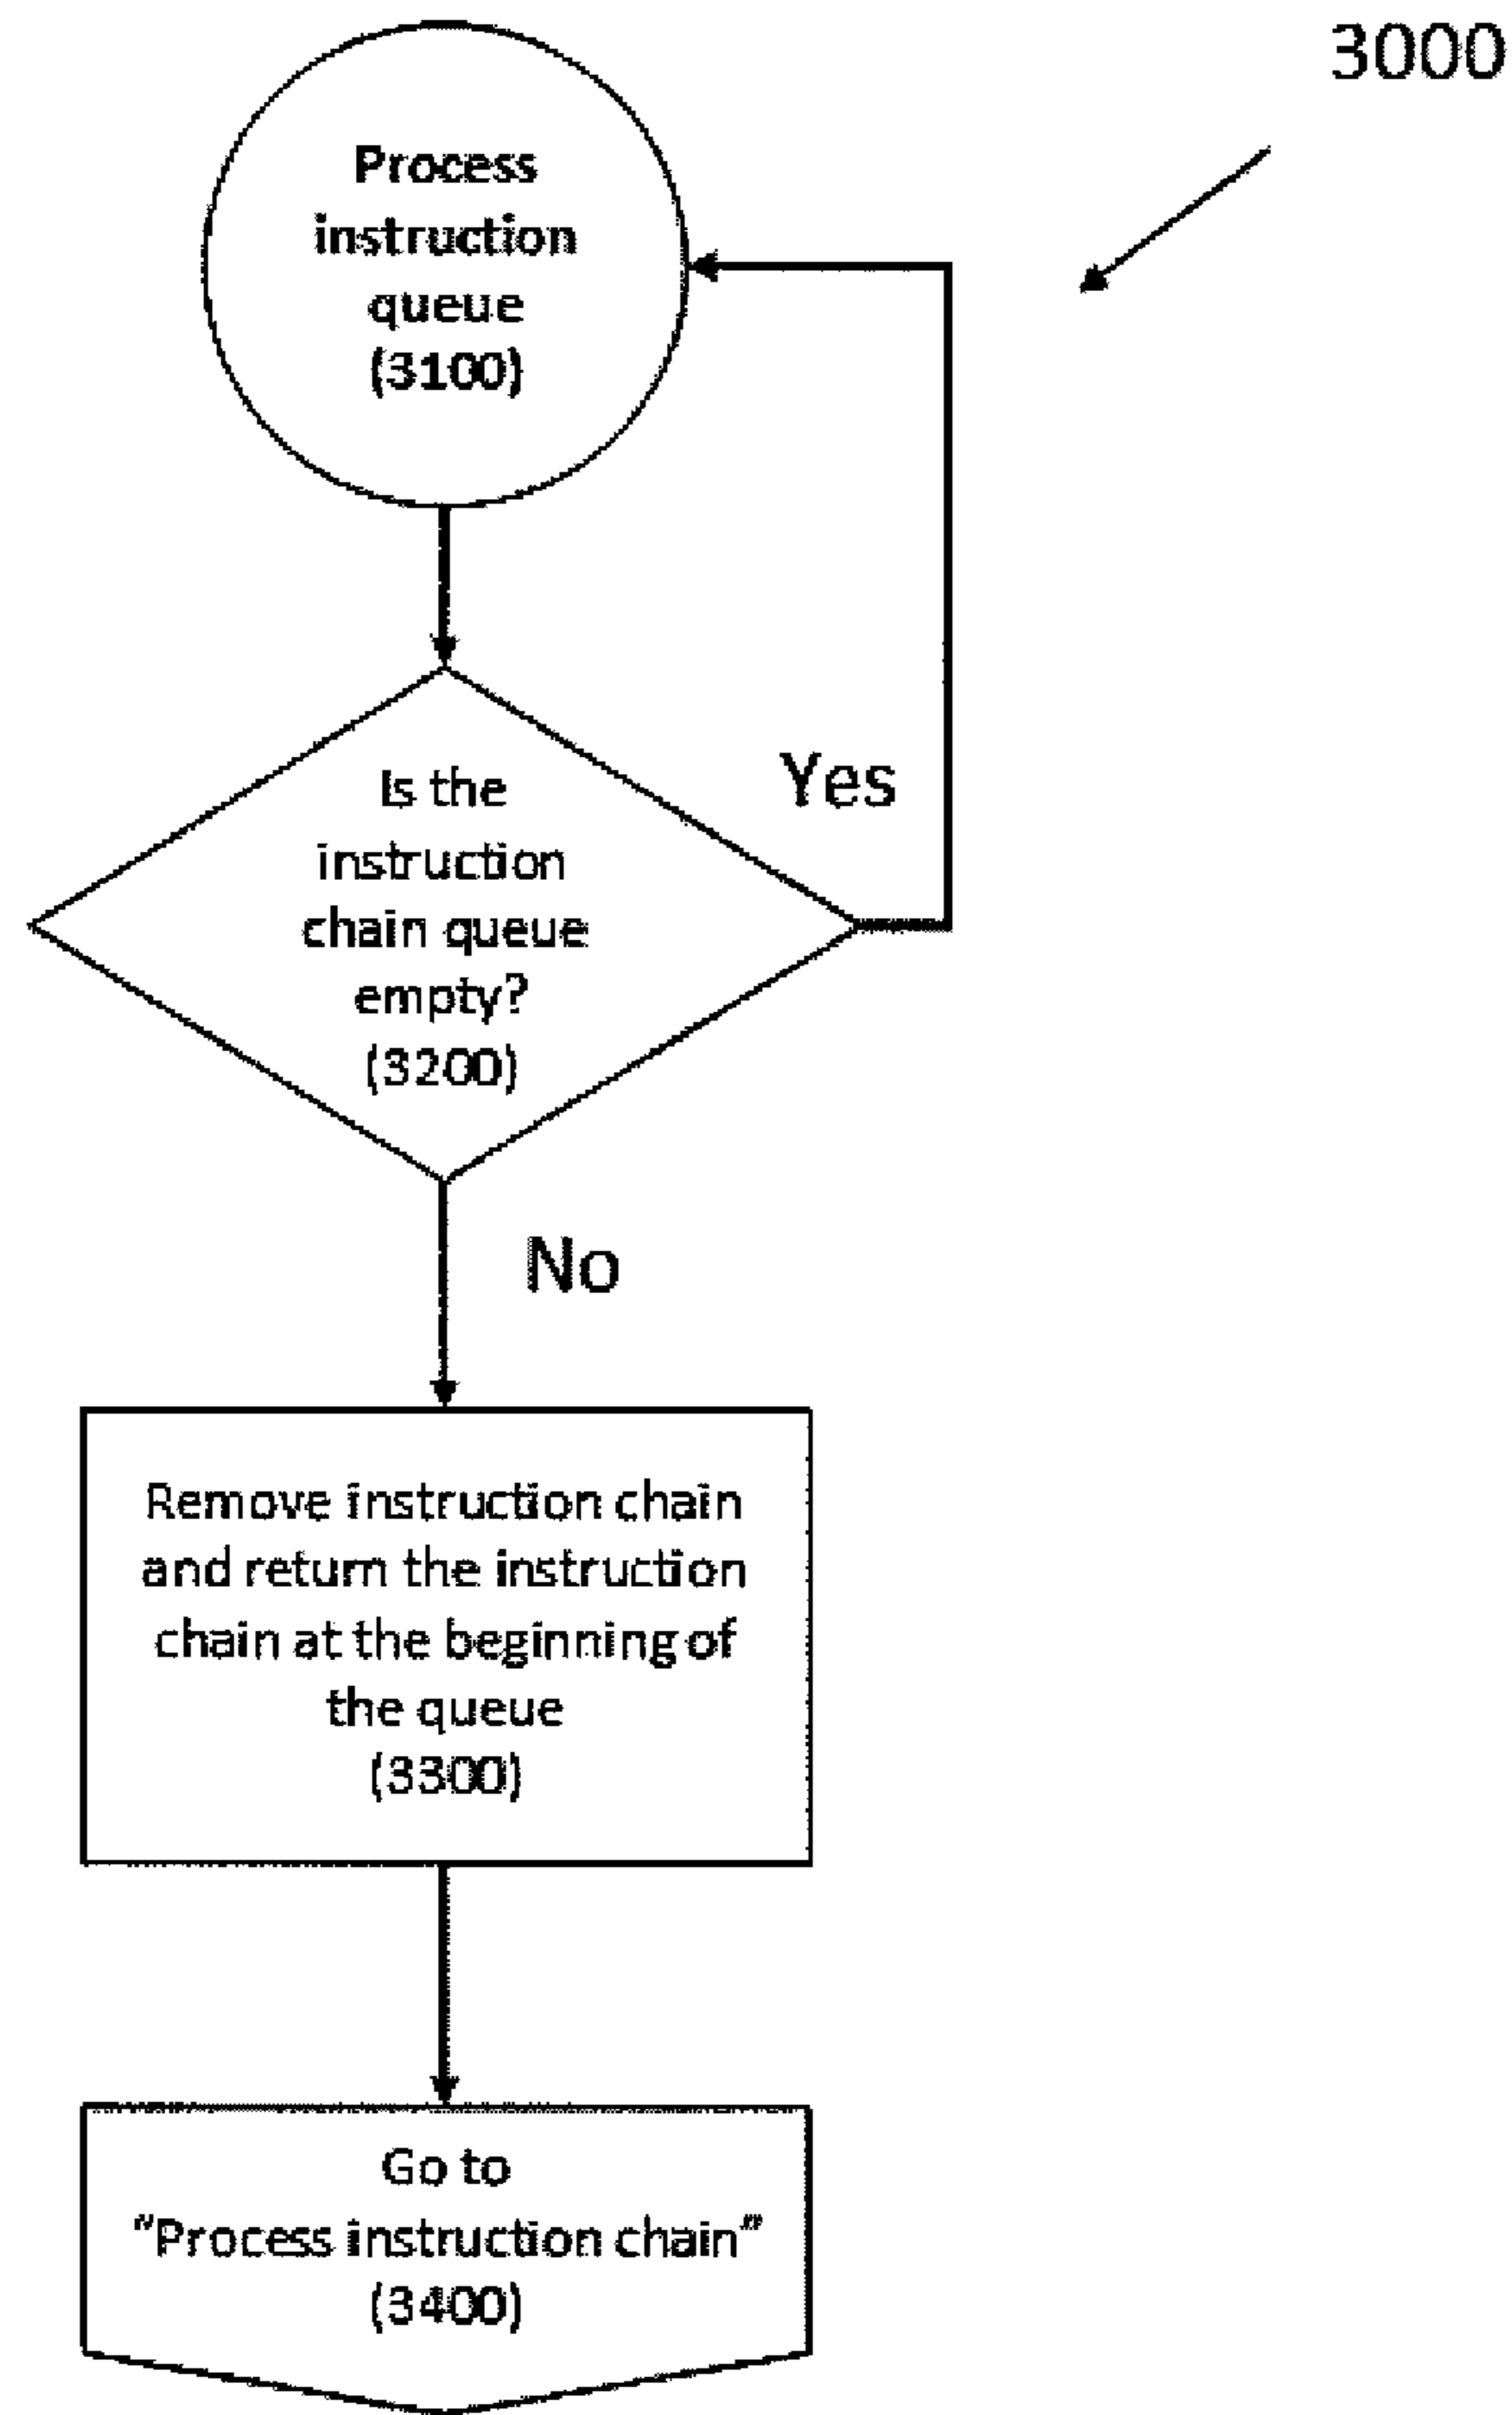 3000
Process
instruction
queue
(3100)
Is the
instruction
chain queue
empty?
(3200)
Yes
No
Remove instruction chain
and return the instruction
chain at the beginning of
the queue
(3300)
Go to
"Process instruction chain"
(3400)